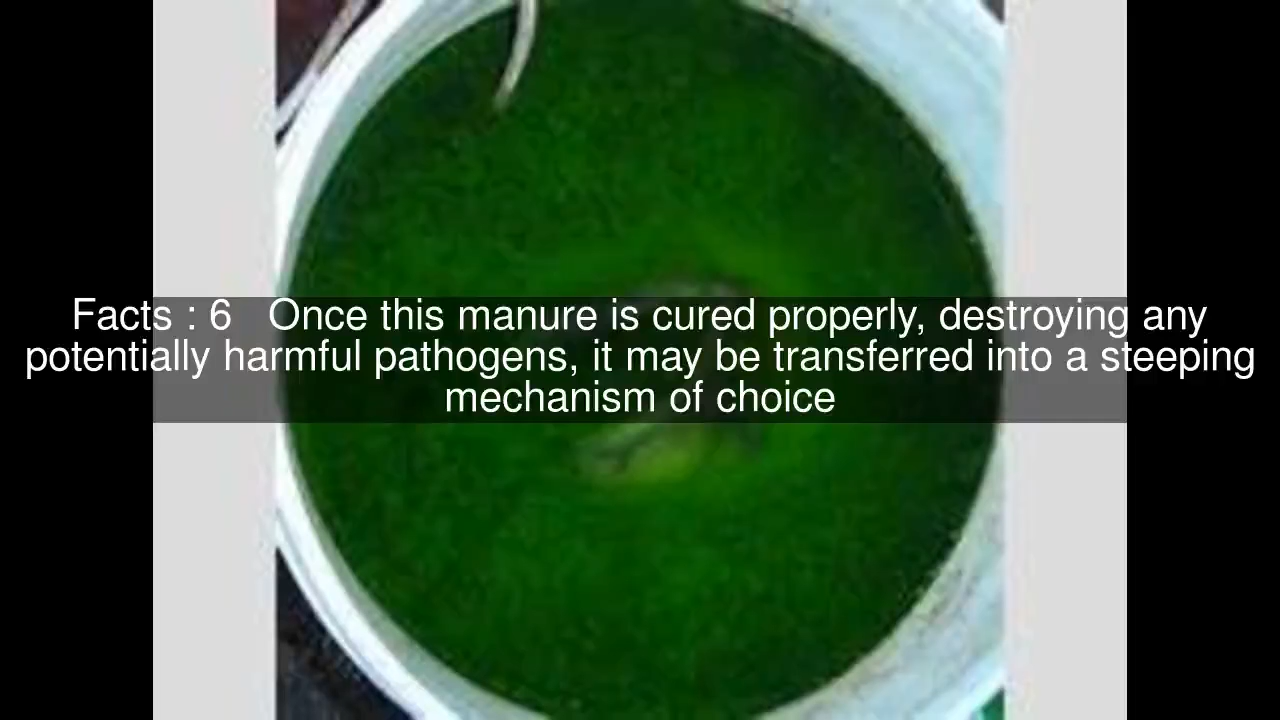 Facts : 6   Once this manure is cured properly, destroying any
potentially harmful pathogens, it may be transferred into a steeping
mechanism of choice